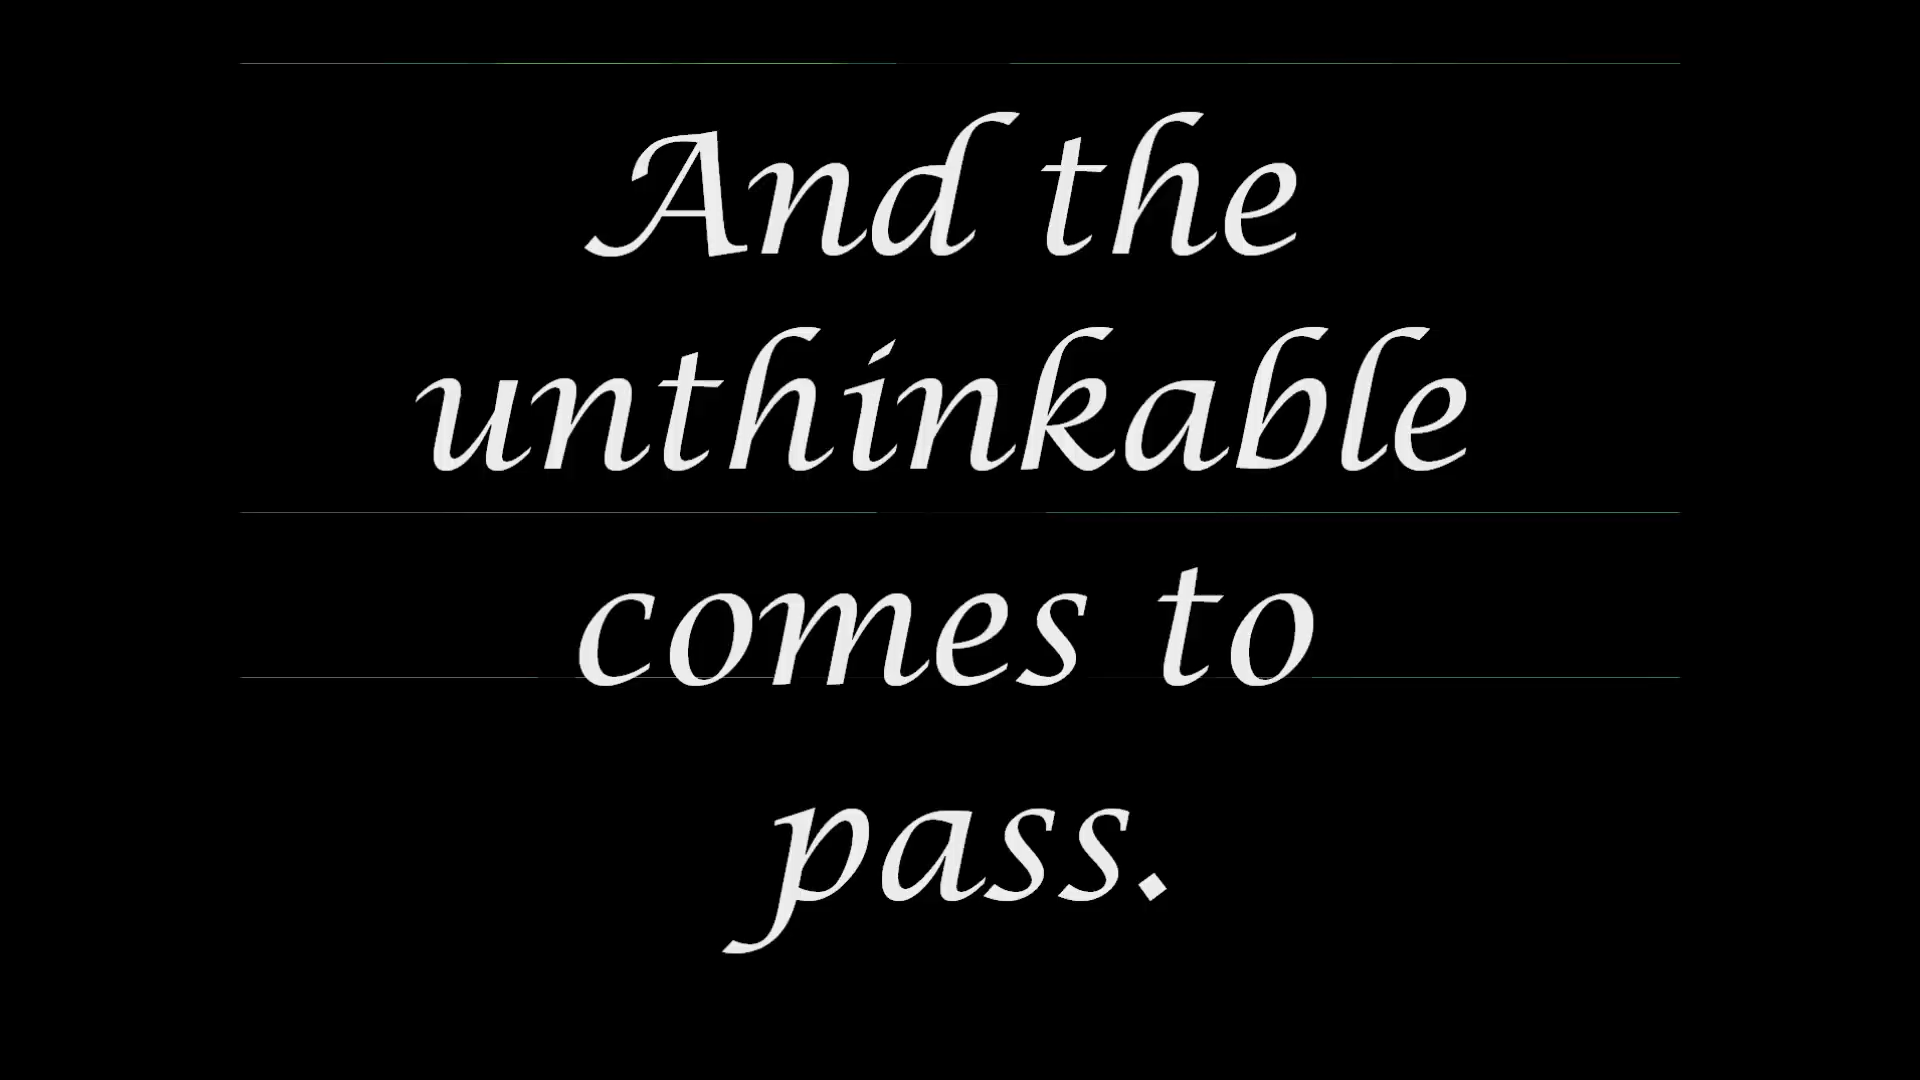 And the
unthinkable
comes to
pass.